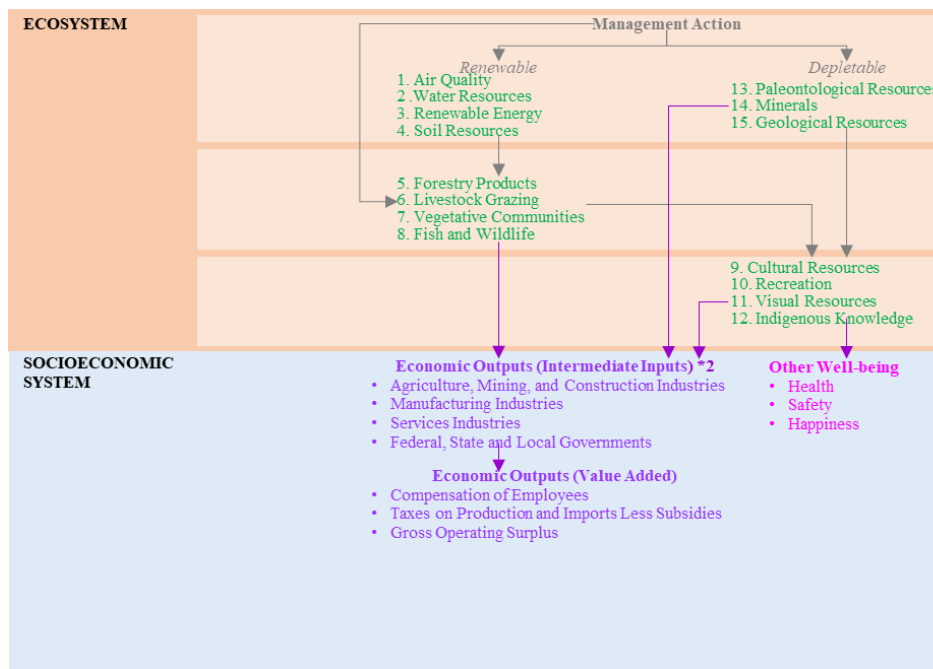 ECOSYSTEM
Management Action
Renewable
Depletable
1. Air Quality
2. Water Resources
3. Renewable Energy
4. Soil Resources
13. Paleontological Resources
14. Minerals
15. Geological Resources
5. Forestry Products
6. Livestock Grazing
7. Vegetative Communities
8. Fish and Wildlife
9. Cultural Resources
10. Recreation
11. Visual Resources
12. Indigenous Knowledge
SOCIOECONOMIC
SYSTEM
Economic Outputs (Intermediate Inputs) *2
• Agriculture, Mining, and Construction Industries
• Manufacturing Industries
• Services Industries
• Federal, State and Local Governments
Other Well-being
• Health
• Safety
• Happiness
Economic Outputs (Value Added)
• Compensation of Employees
• Taxes on Production and Imports Less Subsidies
• Gross Operating Surplus